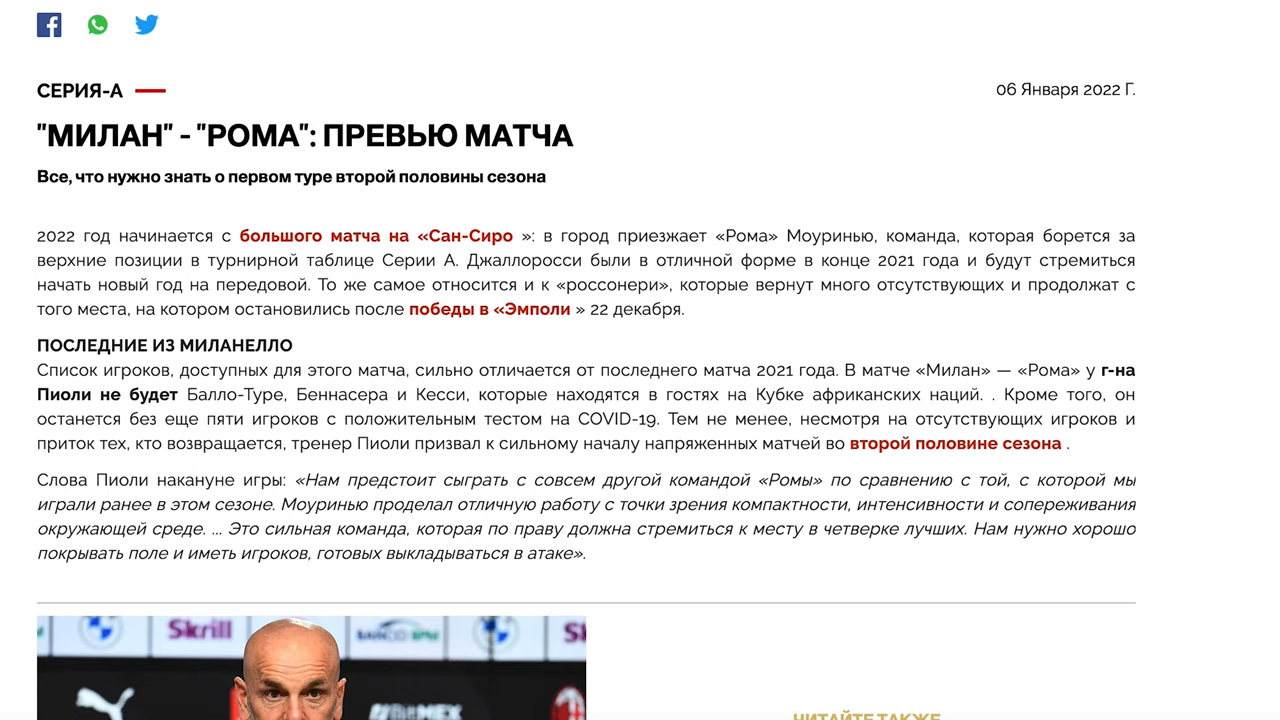 СЕРИЯ-А
06 Января 2022 Г.
"МИЛАН" - "РОМА": ПРЕВЬЮ МАТЧА
Все, что нужно знать о первом туре второй половины сезона
2022 год начинается с большого матча на «Сан-Сиро »: в город приезжает «Рома» Моуринью, команда, которая борется за
верхние позиции в турнирной таблице Серии А. Джаллоросси были в отличной форме в конце 2021 года и будут стремиться
начать новый год на передовой. То же самое относится и к «россонери», которые вернут много отсутствующих и продолжат с
того места, на котором остановились после победы в «Эмполи » 22 декабря.
ПОСЛЕДНИЕ ИЗ МИЛАНЕЛЛО
Список игроков, доступных для этого матча, сильно отличается от последнего матча 2021 года. В матче «Милан» — «Рома» у г-на
Пиоли не будет Балло-Туре, Беннасера и Кесси, которые находятся в гостях на Кубке африканских наций. . Кроме того, он
останется без еще пяти игроков с положительным тестом на COVID-19. Тем не менее, несмотря на отсутствующих игроков и
приток тех, кто возвращается, тренер Пиоли призвал к сильному началу напряженных матчей во второй половине сезона .
Слова Пиоли накануне игры: «Нам предстоит сыграть с совсем другой командой «Ромы» по сравнению с той, с которой мы
играли ранее в этом сезоне. Моуринью проделал отличную работу с точки зрения компактности, интенсивности и сопереживания
окружающей среде. ... Это сильная команда, которая по праву должна стремиться к месту в четверке лучших. Нам нужно хорошо
покрывать поле и иметь игроков, готовых выкладываться в атаке».
Skrill
BANCO BPM
Sk
BITMEX
ЧИТАЙТЕ ТАКЖЕ